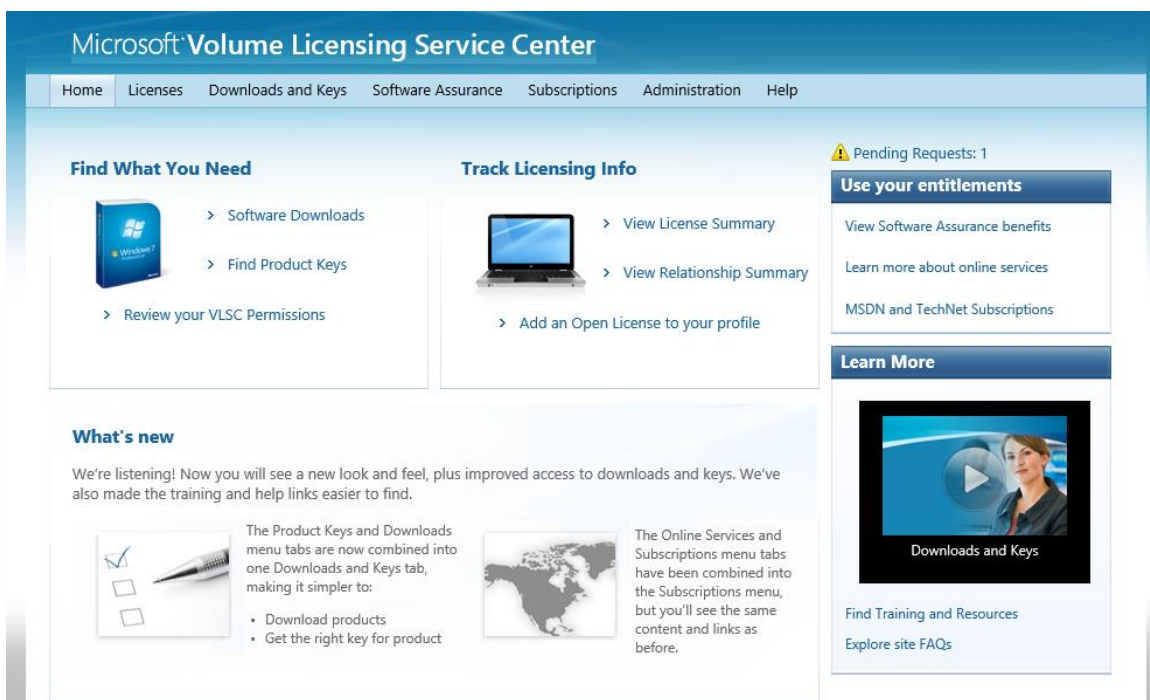 Microsoft Volume Licensing Service Center
Home Licenses Downloads and Keys Software Assurance Subscriptions Administration Help
Find What You Need
Windows 7
Software Downloads
Find Product Keys
Review your VLSC Permissions
Track Licensing Info
View License Summary
View Relationship Summary
Add an Open License to your profile
Pending Requests: 1
Use your entitlements
View Software Assurance benefits
Learn more about online services
MSDN and TechNet Subscriptions
Learn More
Downloads and Keys
Find Training and Resources
Explore site FAQs
What's new
We're listening! Now you will see a new look and feel, plus improved access to downloads and keys. We've
also made the training and help links easier to find.
The Product Keys and Downloads
menu tabs are now combined into
one Downloads and Keys tab,
making it simpler to:
• Download products
• Get the right key for product
The Online Services and
Subscriptions menu tabs
have been combined into
the Subscriptions menu,
but you'll see the same
content and links as
before.